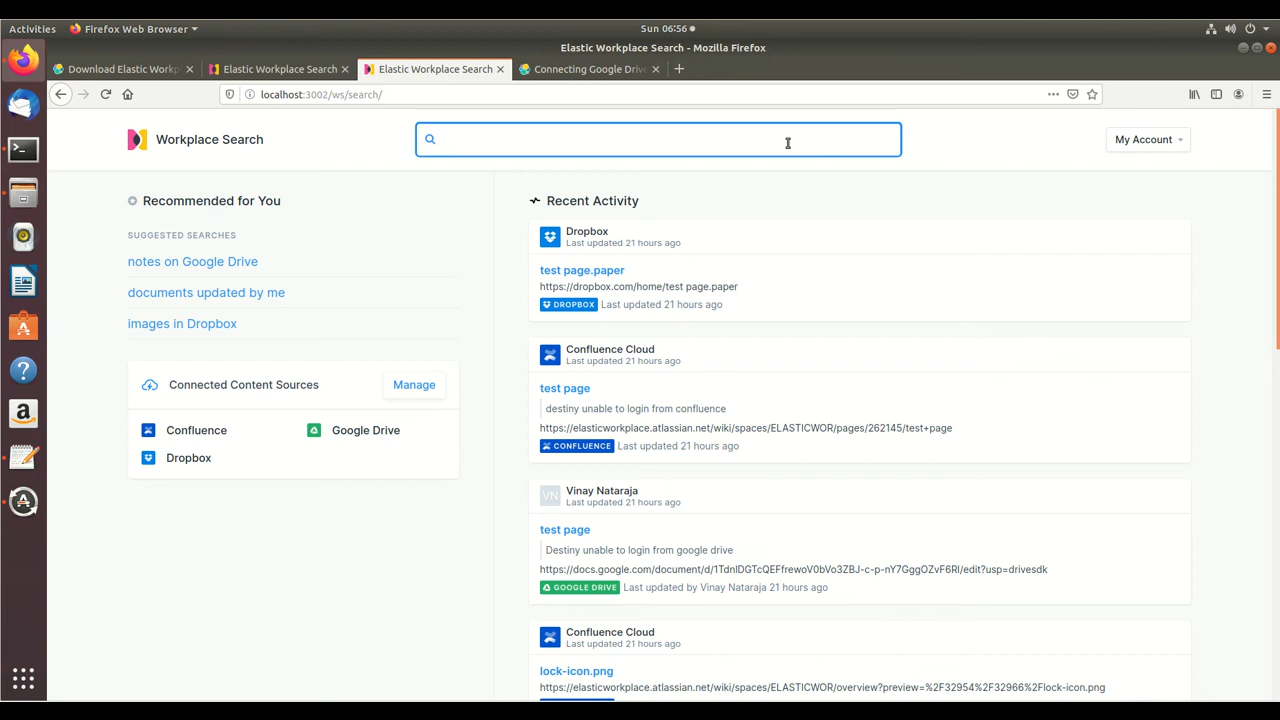 Activities
Firefox Web Browser
Sun 06:56
Elastic Workplace Search - Mozilla Firefox
Download Elastic Workp
Elastic Workplace Search
Elastic Workplace Search
Connecting Google Driv
localhost:3002/ws/search/
Workplace Search
My Account
Recommended for You
SUGGESTED SEARCHES
notes on Google Drive
documents updated by me
images in Dropbox
Connected Content Sources
Manage
Confluence
Google Drive
Dropbox
Recent Activity
Dropbox
Last updated 21 hours ago
test page.paper
https://dropbox.com/home/test page.paper
DROPBOX Last updated 21 hours ago
Confluence Cloud
Last updated 21 hours ago
test page
destiny unable to login from confluence
https://elasticworkplace.atlassian.net/wiki/spaces/ELASTICWOR/pages/262145/test+page
CONFLUENCE Last updated 21 hours ago
VN
Vinay Nataraja
Last updated 21 hours ago
test page
Destiny unable to login from google drive
https://docs.google.com/document/d/1TdnlDGTcQEFfrewoV0bVo3ZBJ-c-p-nY7GggOZvF6RI/edit?usp=drivesdk
GOOGLE DRIVE Last updated by Vinay Nataraja 21 hours ago
Confluence Cloud
Last updated 21 hours ago
lock-icon.png
https://elasticworkplace.atlassian.net/wiki/spaces/ELASTICWOR/overview?preview=%2F32954%2F32966%2Flock-icon.png